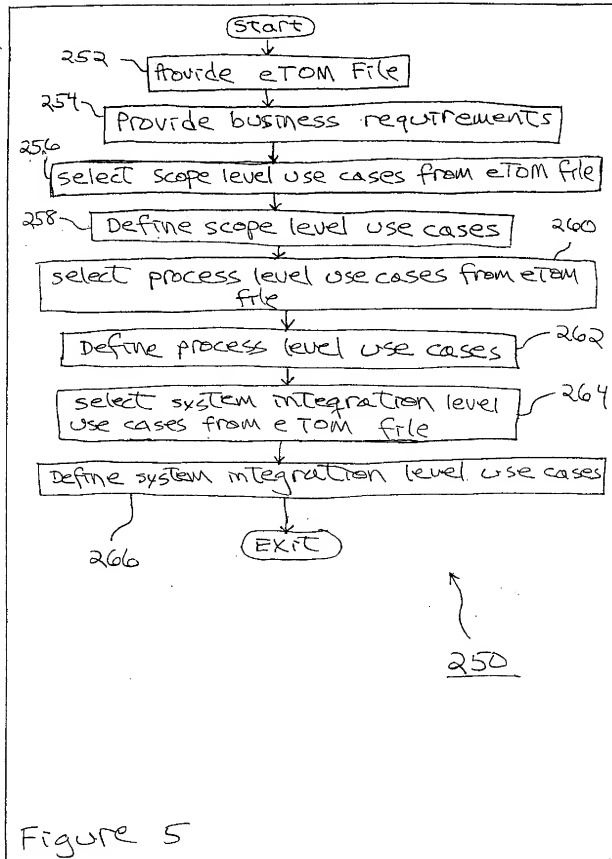 Start
252
Provide eTOM File
254
Provide business requirements
256
select scope level use cases from eTOM file
258
Define scope level use cases
260
select process level use cases from eTOM
file
Define process level use cases
262
select system integration level
use cases from eTOM file
264
Define system integration level use cases
266
EXit
250
Figure 5